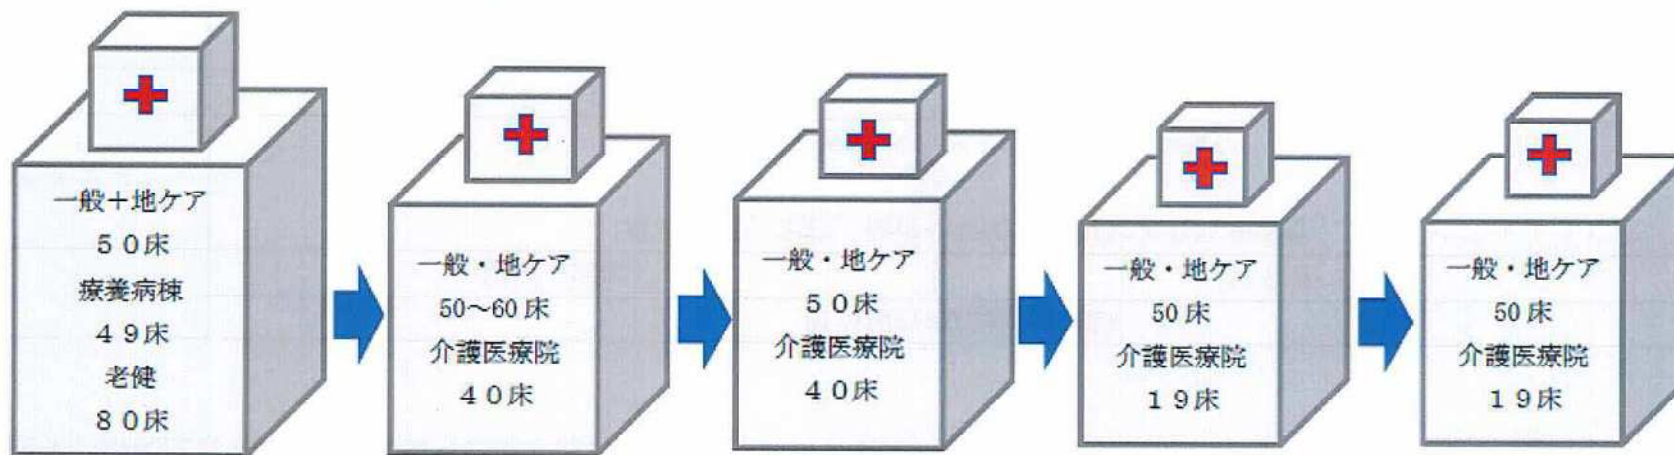 一般+地ケア
５０床
療養病棟
４９床
老健
８０床
一般・地ケア
50～60 床
介護医療院
４０床
一般・地ケア
５０床
介護医療院
４０床
一般・地ケア
50 床
介護医療院
１９床
一般・地ケア
50 床
介護医療院
１９床